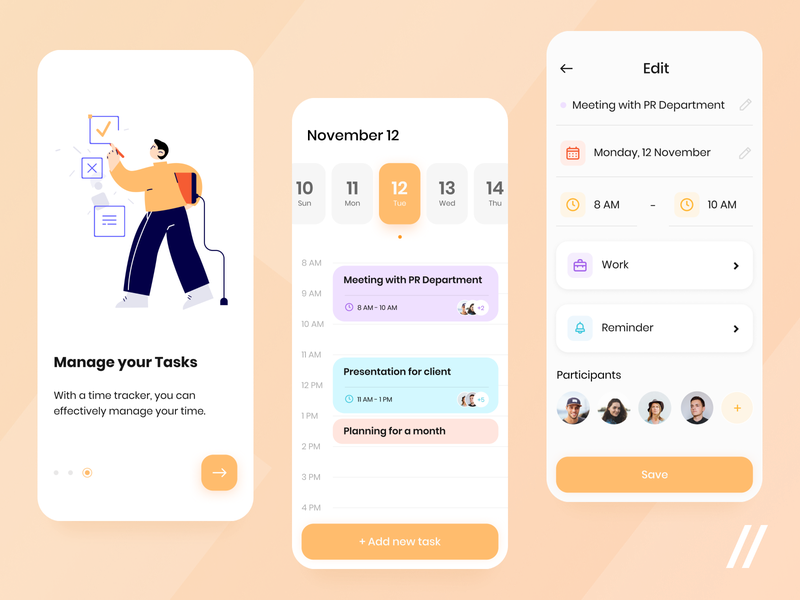 Manage your Tasks
With a time tracker, you can
effectively manage your time.
November 12
10 11 12 13 14
Sun Mon Tue Wed Thu
8 AM
Meeting with PR Department
9 AM
8 AM - 10 AM +2
10 AM
11 AM
Presentation for client
12 PM
11 AM - 1 PM +5
1 PM
Planning for a month
2 PM
3 PM
4 PM
+ Add new task
Edit
Meeting with PR Department
Monday, 12 November
8 AM - 10 AM
Work
Reminder
Participants
+
Save